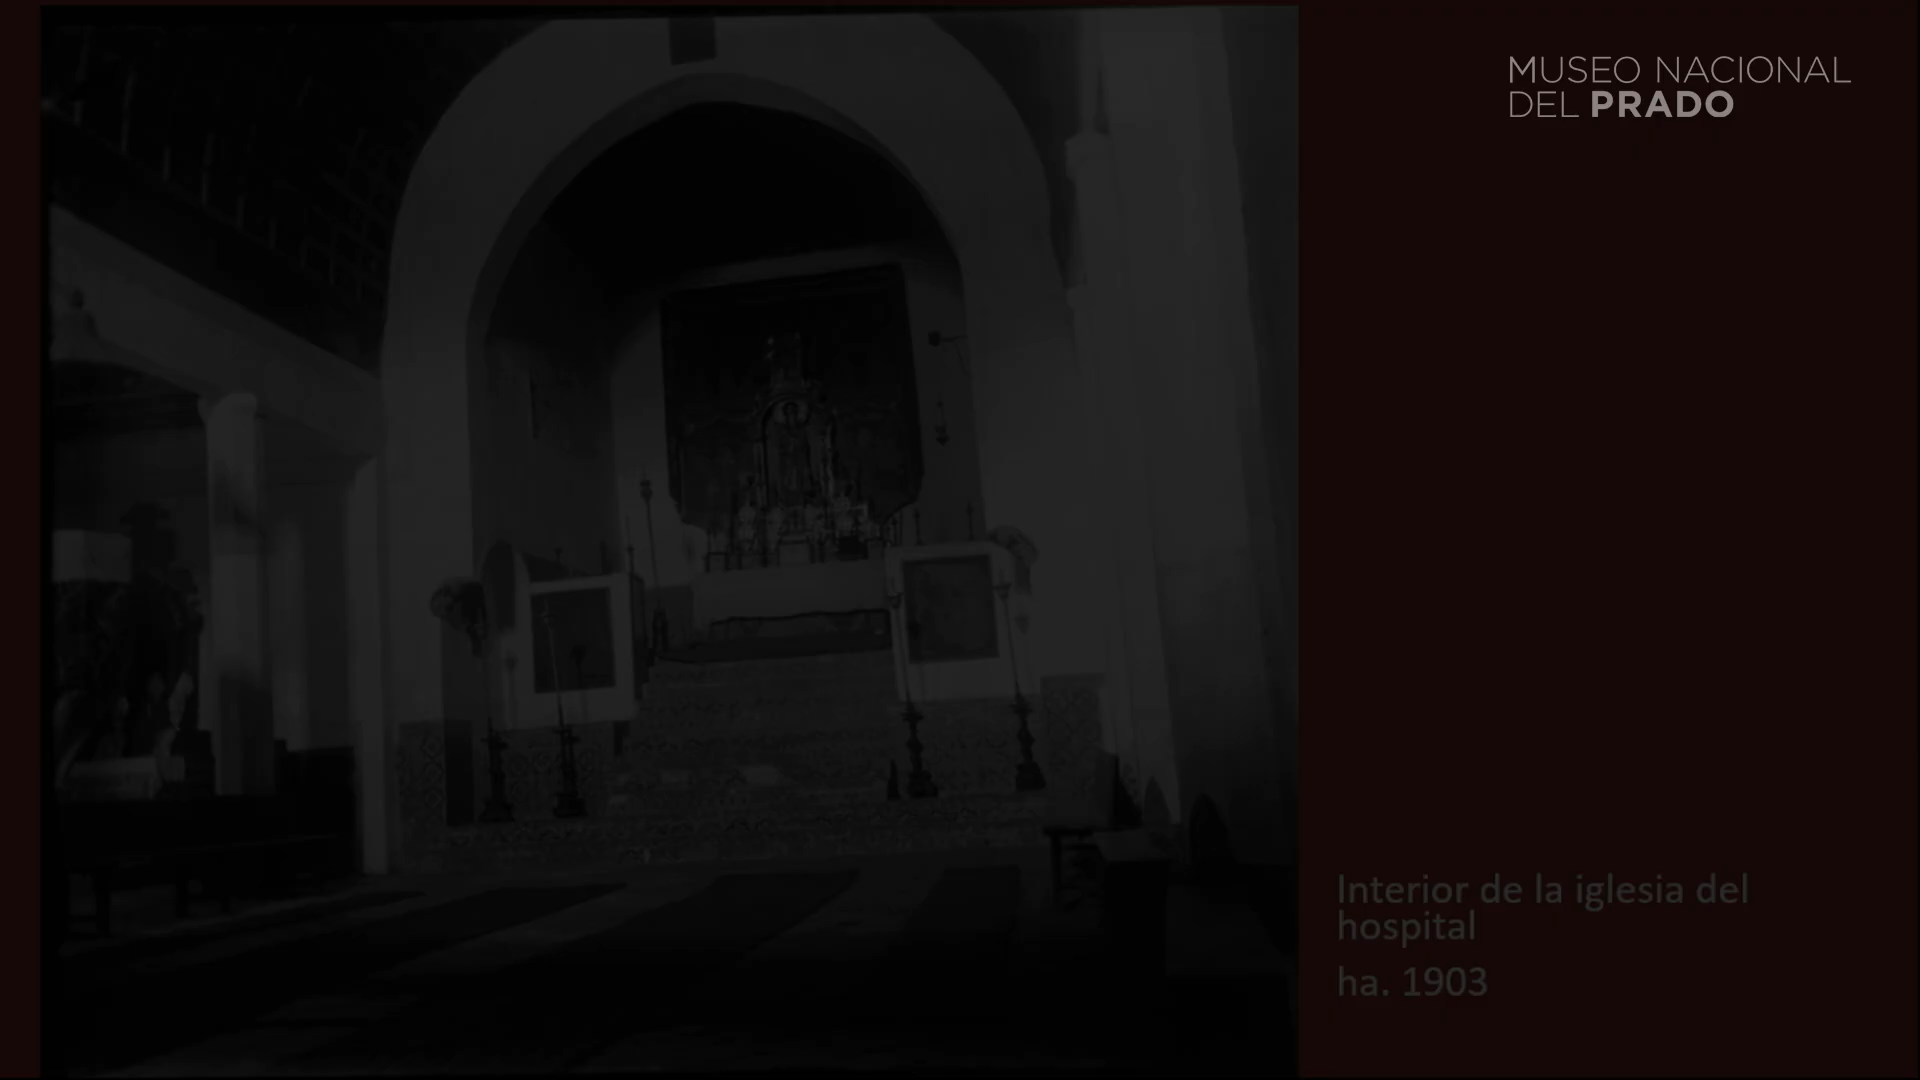 MUSEO NACIONAL
DEL PRADO
Interior de la iglesia del
hospital
ha. 1903